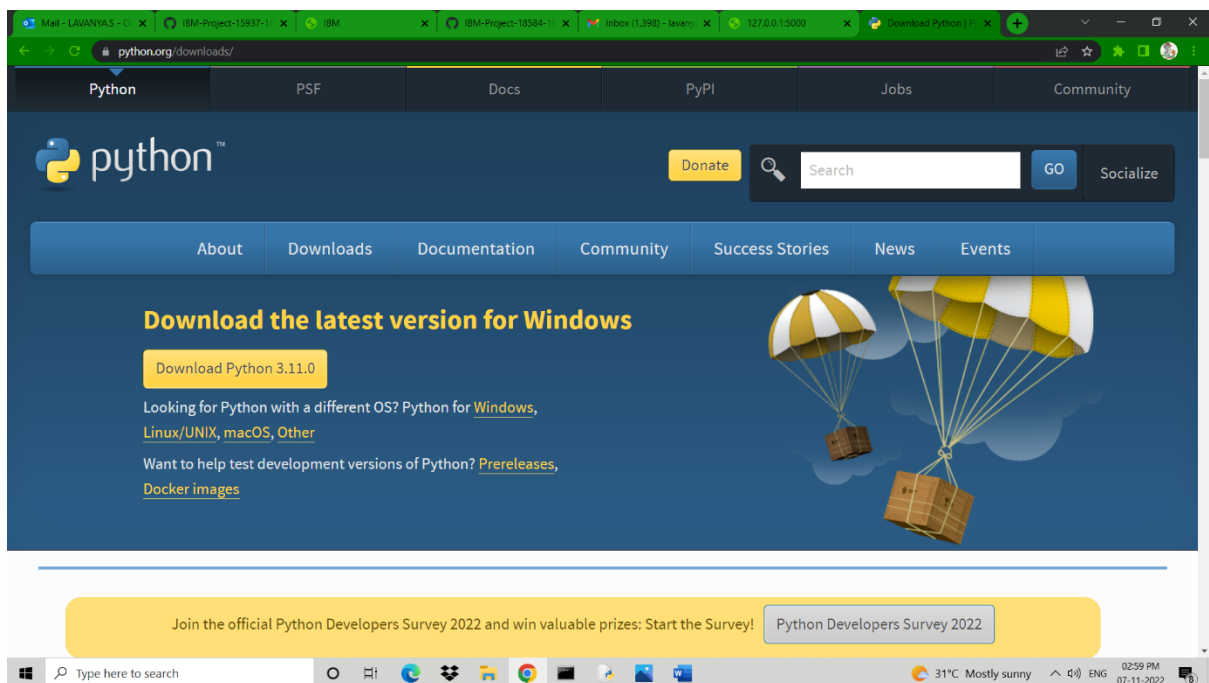 Mail - LAVANYA.S - O
IBM-Project-15937-1
IBM
IBM-Project-18584-16
Inbox (1,398) - lavany
127.0.0.1:5000
Download Python | Py
python.org/downloads/
Python
PSF
Docs
PyPI
Jobs
Community
python™
Donate
Search
GO
Socialize
About
Downloads
Documentation
Community
Success Stories
News
Events
Download the latest version for Windows
Download Python 3.11.0
Looking for Python with a different OS? Python for Windows,
Linux/UNIX, macOS, Other
Want to help test development versions of Python? Prereleases,
Docker images
Join the official Python Developers Survey 2022 and win valuable prizes: Start the Survey!
Python Developers Survey 2022
Type here to search
31°C Mostly sunny
ENG
02:59 PM
07-11-2022
8